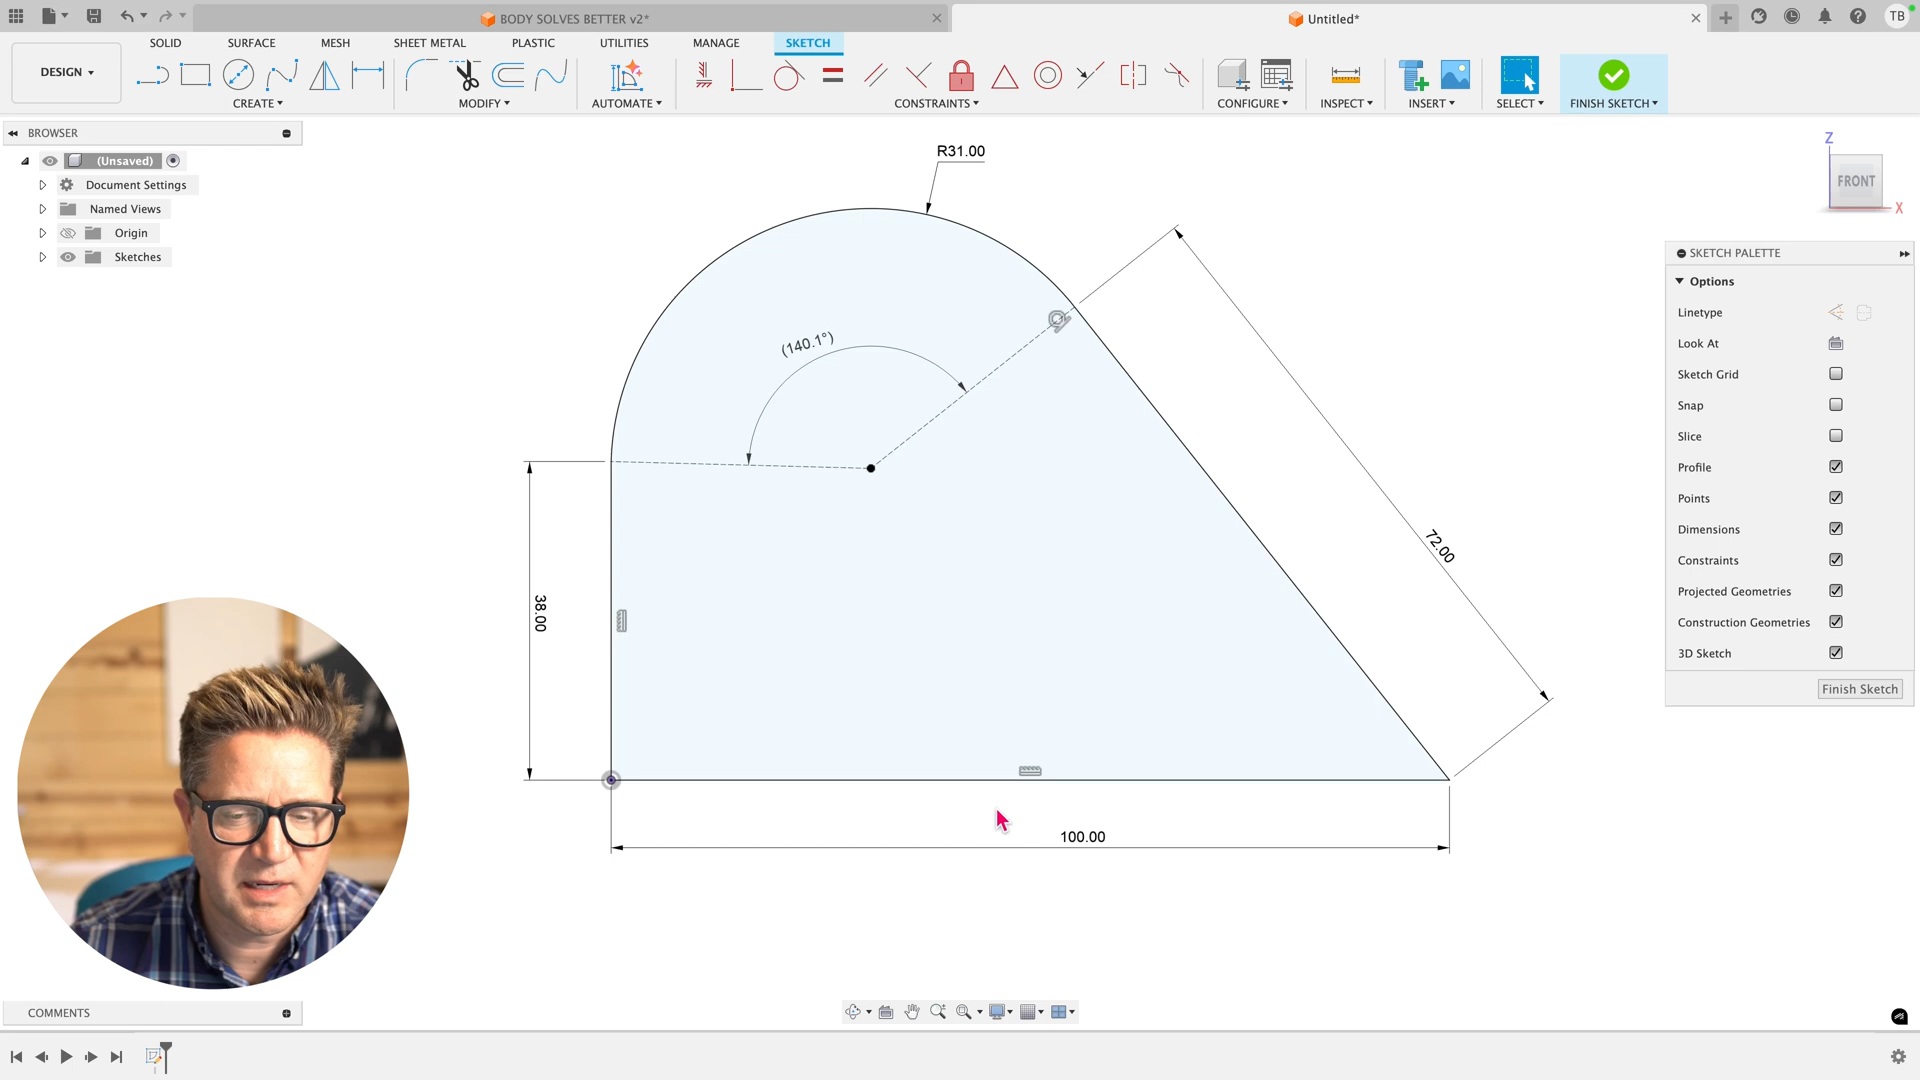 BODY SOLVES BETTER v2*
Untitled*
TB
SOLID
SURFACE
MESH
SHEET METAL
PLASTIC
UTILITIES
MANAGE
SKETCH
DESIGN
CREATE
MODIFY
AUTOMATE
CONSTRAINTS
CONFIGURE
INSPECT
INSERT
SELECT
FINISH SKETCH
BROWSER
(Unsaved)
Document Settings
Named Views
Origin
Sketches
R31.00
(140.1°)
38.00
72.00
100.00
Z
FRONT
X
SKETCH PALETTE
Options
Linetype
Look At
Sketch Grid
Snap
Slice
Profile
Points
Dimensions
Constraints
Projected Geometries
Construction Geometries
3D Sketch
Finish Sketch
COMMENTS